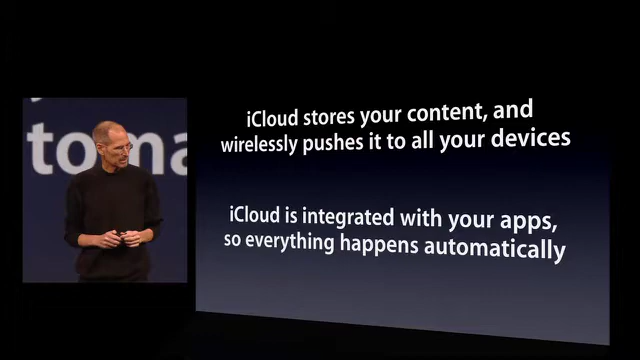 toma
iCloud stores your content, and
wirelessly pushes it to all your devices
iCloud is integrated with your apps,
so everything happens automatically